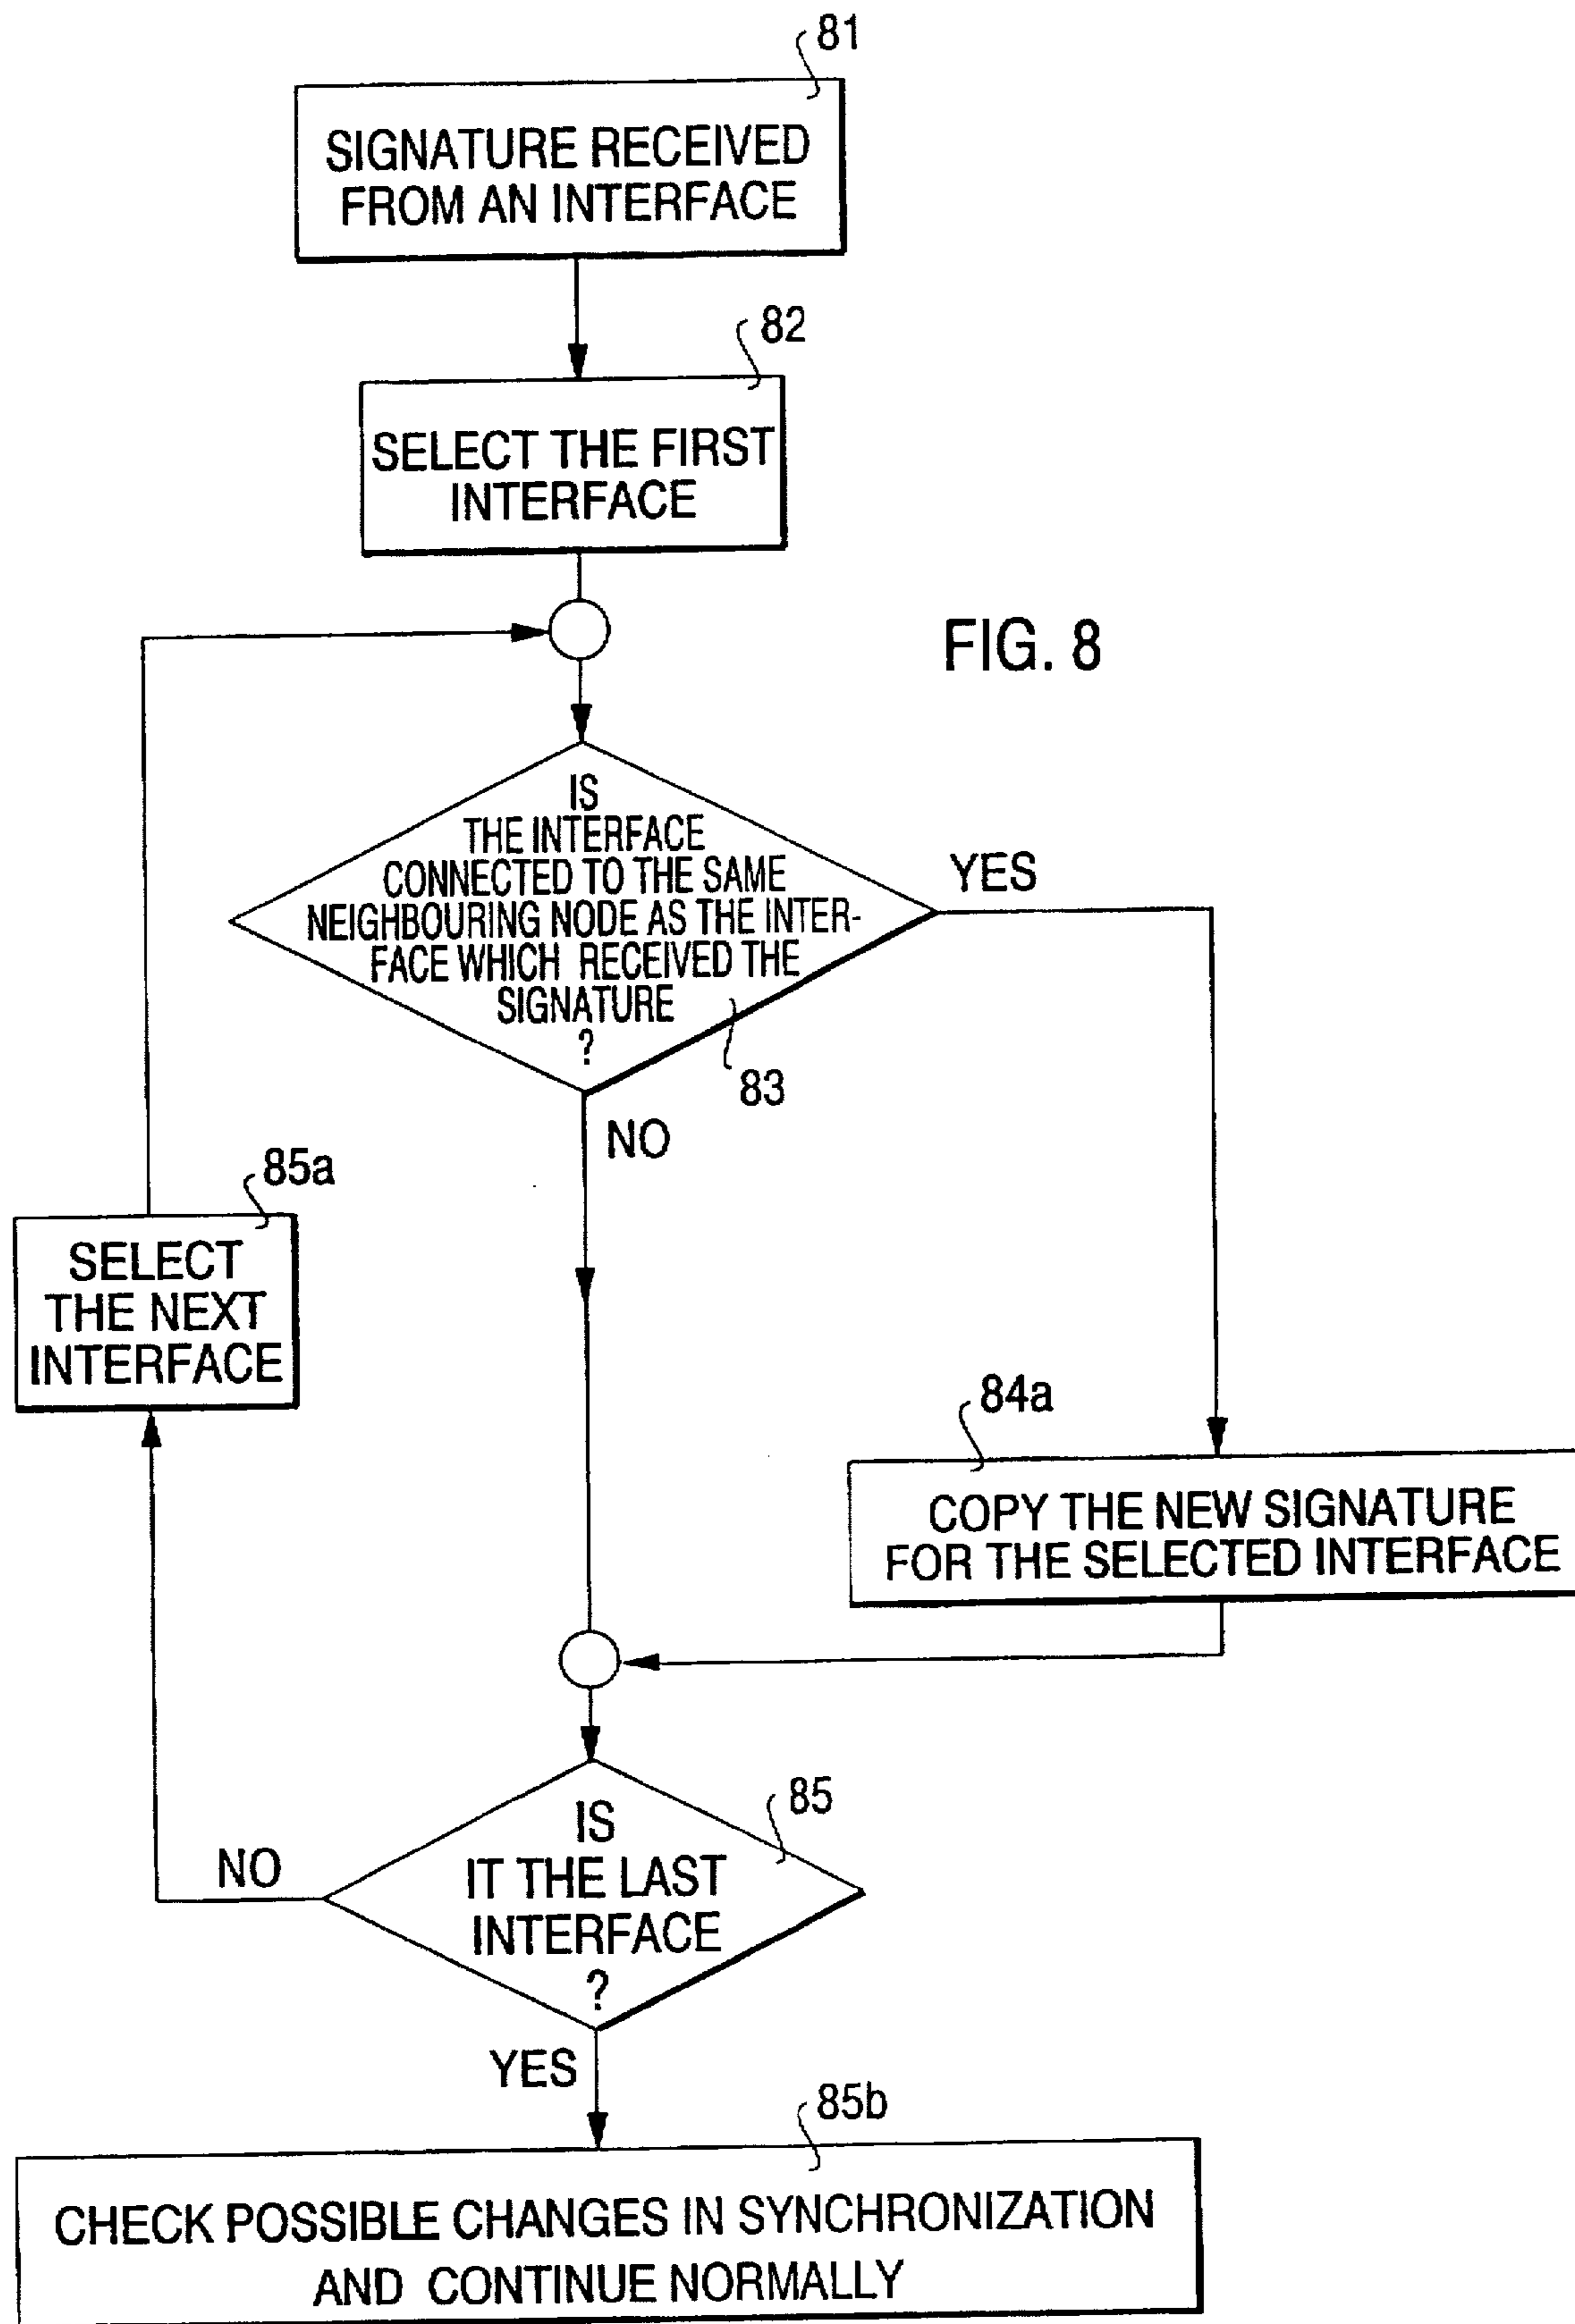 81
SIGNATURE RECEIVED
FROM AN INTERFACE
82
SELECT THE FIRST
INTERFACE
FIG. 8
IS
THE INTERFACE
CONNECTED TO THE SAME
NEIGHBOURING NODE AS THE INTER-
FACE WHICH RECEIVED THE
SIGNATURE
?
YES
83
NO
85a
SELECT
THE NEXT
INTERFACE
84a
COPY THE NEW SIGNATURE
FOR THE SELECTED INTERFACE
85
IS
IT THE LAST
INTERFACE
?
NO
YES
85b
CHECK POSSIBLE CHANGES IN SYNCHRONIZATION
AND CONTINUE NORMALLY